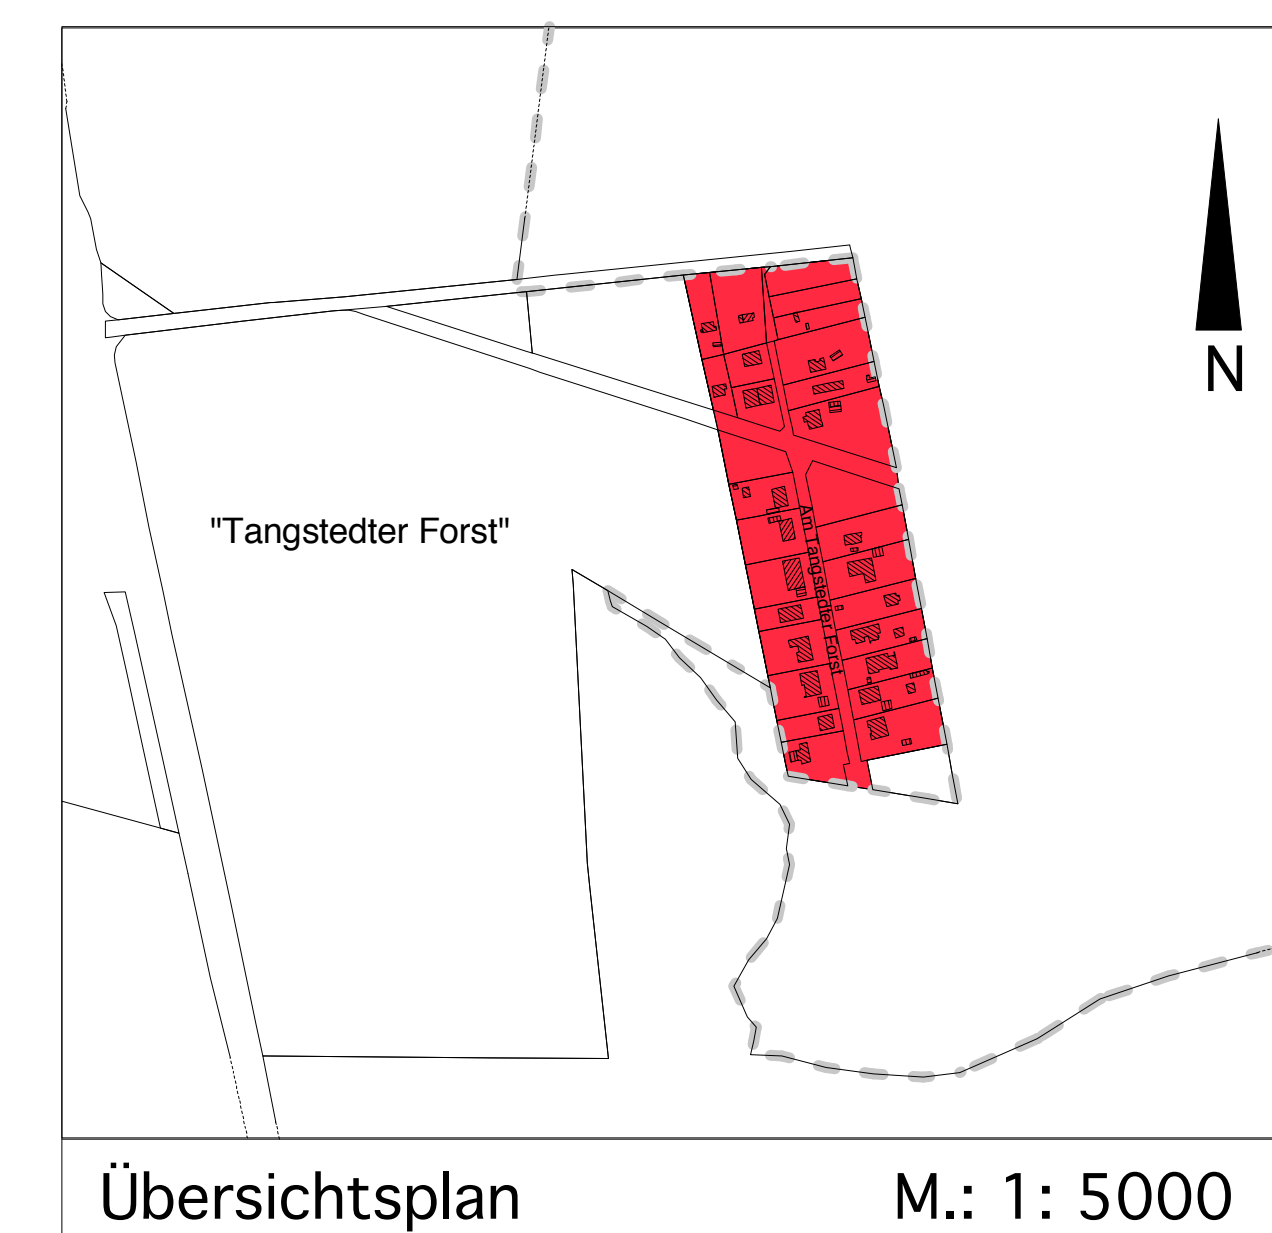 N
"Tangstedter Forst"
Am Tangstedter Forst
Übersichtsplan
M.: 1: 5000